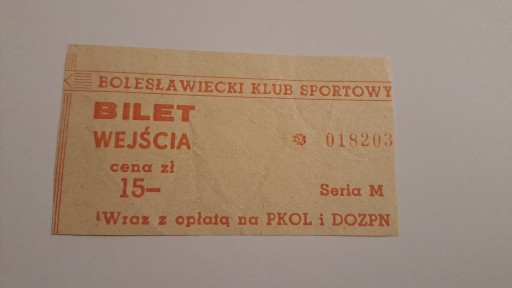 BOLESŁAWIECKI KLUB SPORTOWY
BILET
WEJŚCIA
018203
cena zł
15—
Seria M
Wraz z opłatą na PKOL i DOZPN